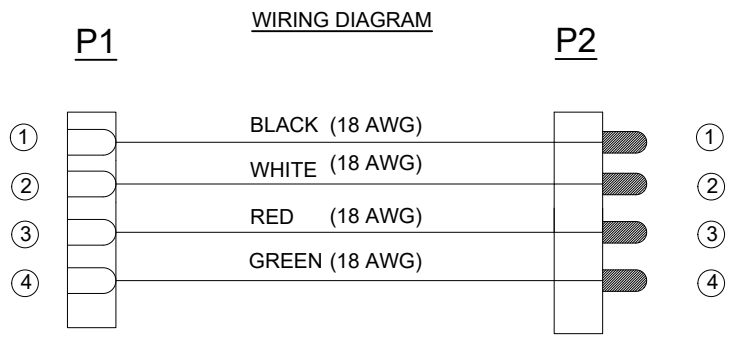 WIRING DIAGRAM
P1 P2
1 BLACK (18 AWG) 1
2 WHITE (18 AWG) 2
3 RED (18 AWG) 3
4 GREEN (18 AWG) 4